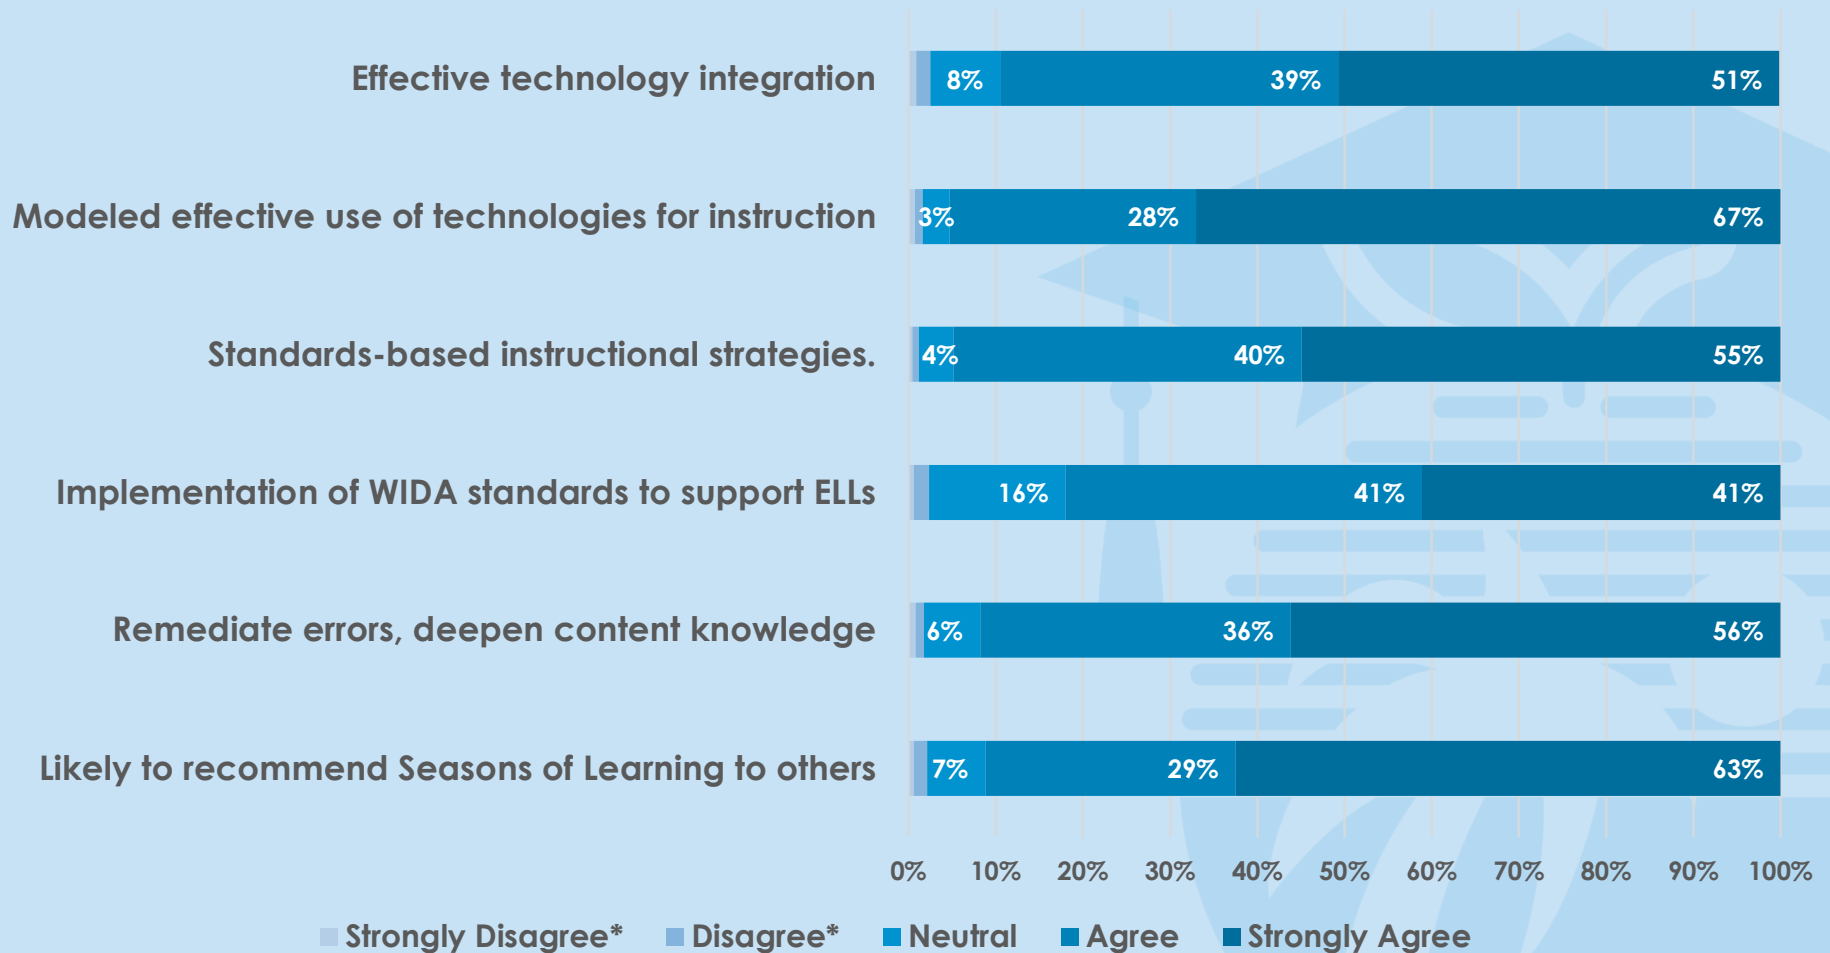 Effective technology integration 8% 39% 51%
Modeled effective use of technologies for instruction 3% 28% 67%
Standards-based instructional strategies. 4% 40% 55%
Implementation of WIDA standards to support ELLs 16% 41% 41%
Remediate errors, deepen content knowledge 6% 36% 56%
Likely to recommend Seasons of Learning to others 7% 29% 63%
0% 10% 20% 30% 40% 50% 60% 70% 80% 90% 100%
Strongly Disagree* Disagree* Neutral Agree Strongly Agree